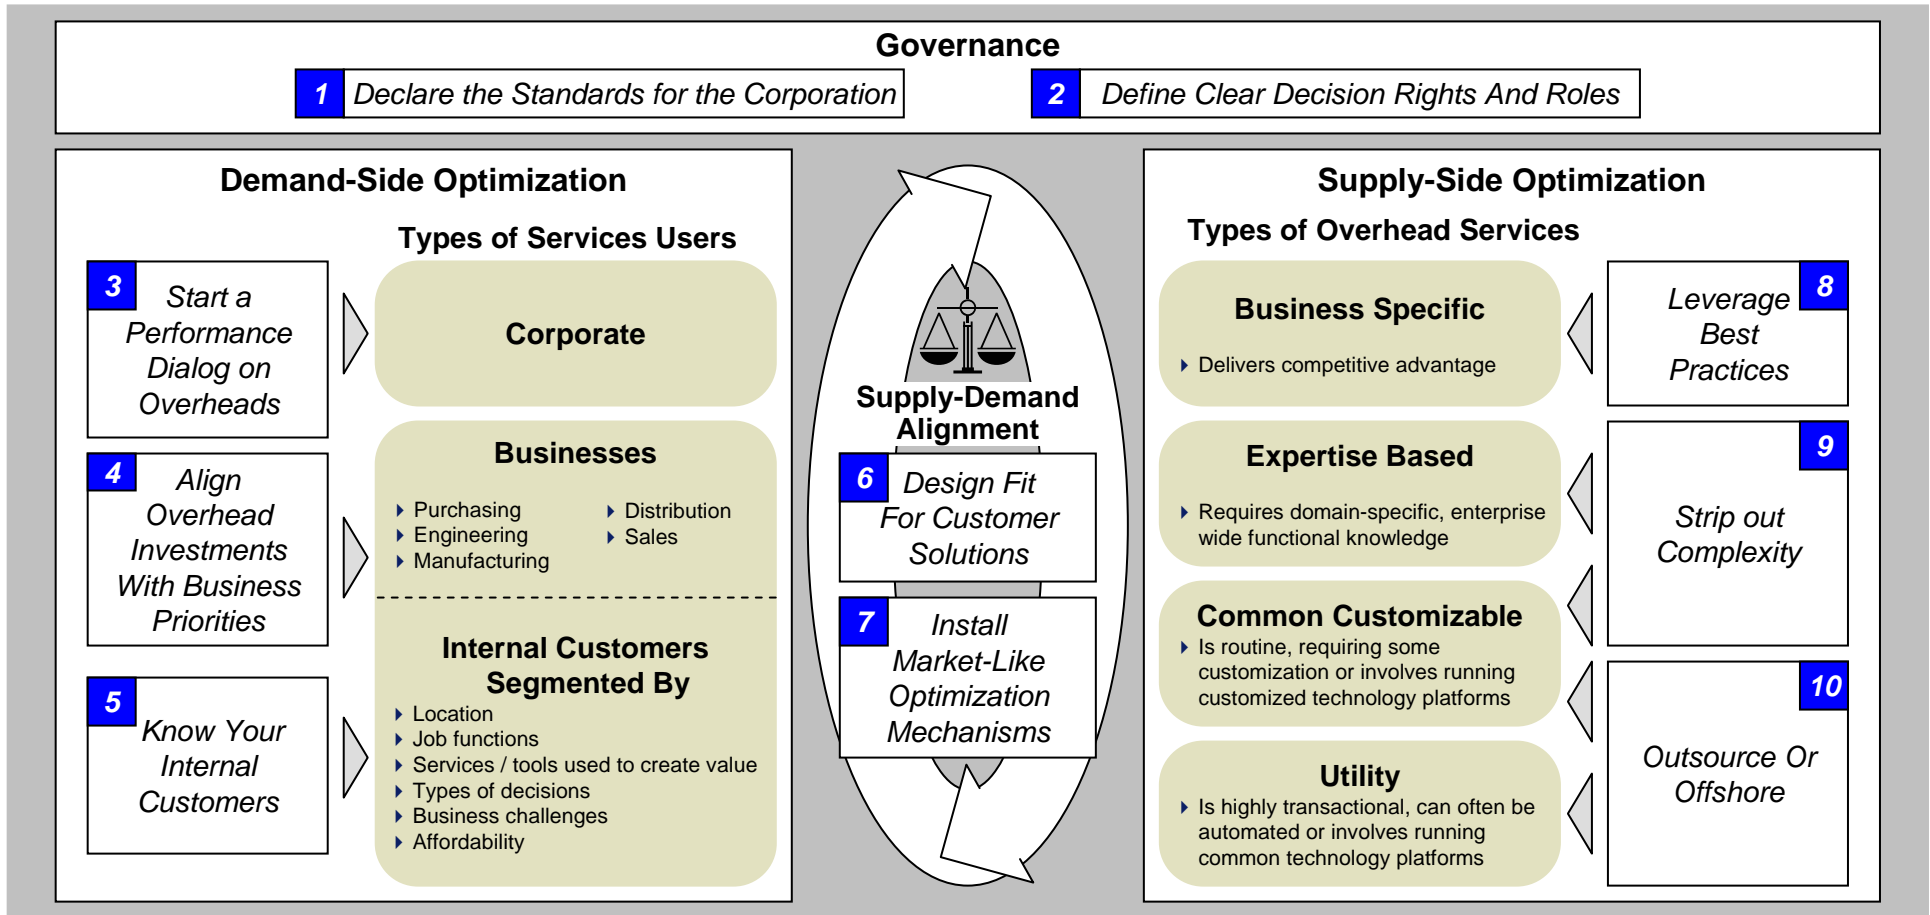 Governance
1 Declare the Standards for the Corporation
2 Define Clear Decision Rights And Roles
Demand-Side Optimization
Types of Services Users
3 Start a
Performance
Dialog on
Overheads
Corporate
4 Align
Overhead
Investments
With Business
Priorities
Businesses
Purchasing
Engineering
Manufacturing
Distribution
Sales
5
Know Your
Internal
Customers
Internal Customers
Segmented By
Location
Job functions
Services / tools used to create value
Types of decisions
Business challenges
Affordability
Supply-Demand
Alignment
6 Design Fit
For Customer
Solutions
7 Install
Market-Like
Optimization
Mechanisms
Supply-Side Optimization
Types of Overhead Services
Business Specific
Delivers competitive advantage
Expertise Based
Requires domain-specific, enterprise
wide functional knowledge
Common Customizable
Is routine, requiring some
customization or involves running
customized technology platforms
Utility
Is highly transactional, can often be
automated or involves running
common technology platforms
8
Leverage
Best
Practices
9
Strip out
Complexity
10
Outsource Or
Offshore